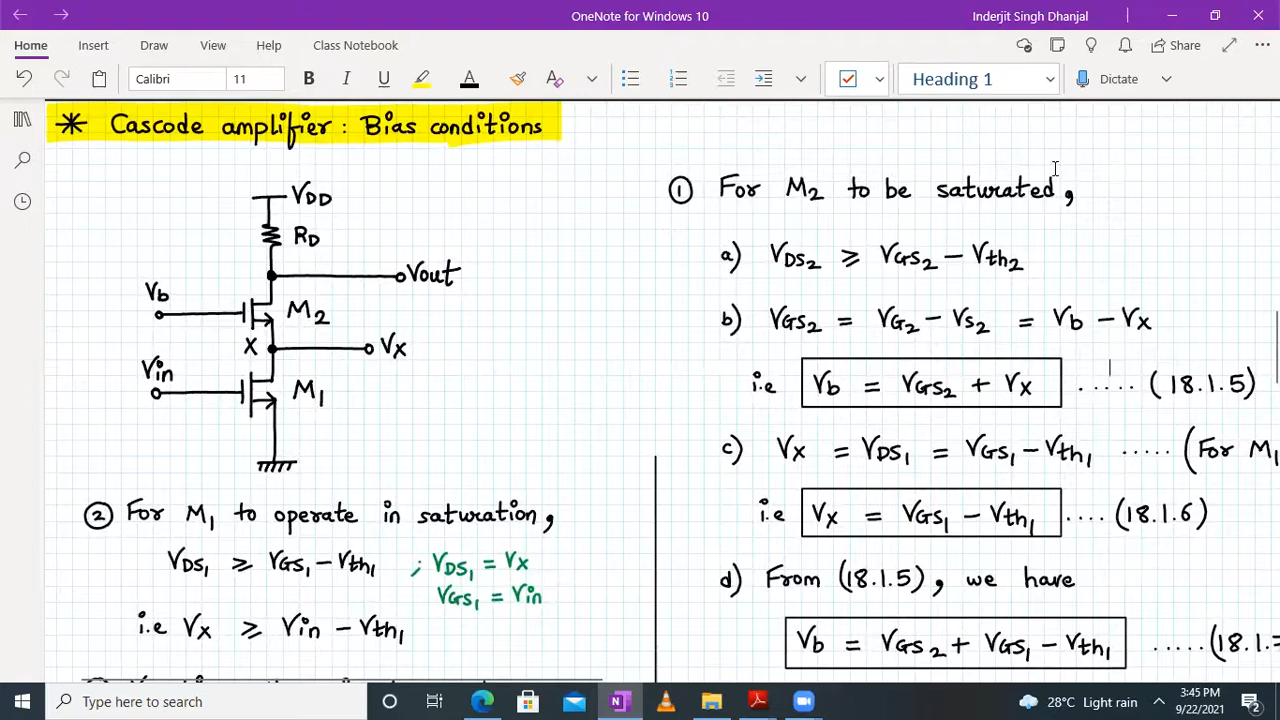 OneNote for Windows 10
Inderjit Singh Dhanjal
Home Insert Draw View Help Class Notebook Share
Calibri 11 B I U A A Heading 1 Dictate
* Cascode amplifier : Bias conditions
VDD
RD
Vout
Vb
M2
X
Vx
Vin
M1
② For M1 to operate in saturation,
VDS1 ≥ VGS1 - Vth1 ; VDS1 = Vx
VGS1 = Vin
i.e Vx ≥ Vin - Vth1
① For M2 to be saturated,
a) VDS2 ≥ VGS2 - Vth2
b) VGS2 = VG2 - VS2 = Vb - Vx
i.e Vb = VGS2 + Vx ..... (18.1.5)
c) Vx = VDS1 = VGS1 - Vth1 ..... (For M1
i.e Vx = VGS1 - Vth1 .... (18.1.6)
d) From (18.1.5), we have
Vb = VGS2 + VGS1 - Vth1 ..... (18.1.
Type here to search
28°C Light rain
3:45 PM
9/22/2021
2